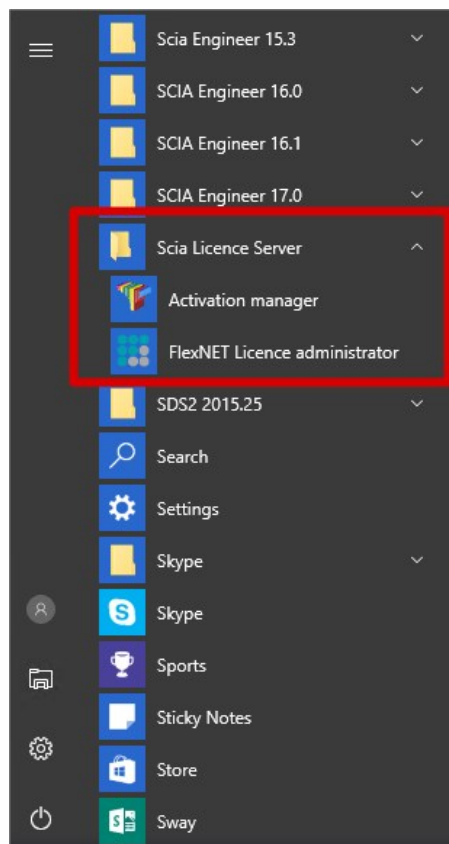 Scia Engineer 15.3
SCIA Engineer 16.0
SCIA Engineer 16.1
SCIA Engineer 17.0
Scia Licence Server
Activation manager
FlexNET Licence administrator
SDS2 2015.25
Search
Settings
Skype
Skype
Sports
Sticky Notes
Store
Sway